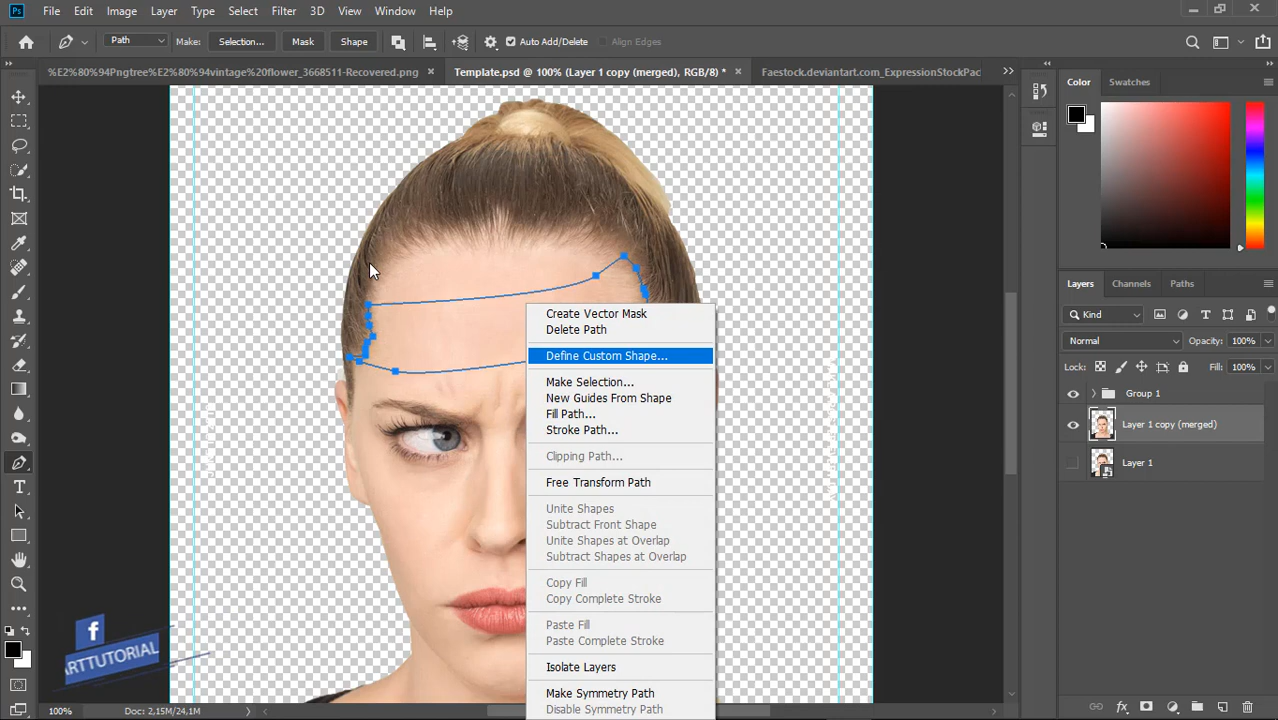 Ps File Edit Image Layer Type Select Filter 3D View Window Help
Path Make: Selection... Mask Shape Auto Add/Delete Align Edges
%E2%80%94Pngtree%E2%80%94vintage%20flower_3668511-Recovered.png × Template.psd @ 100% (Layer 1 copy (merged), RGB/8) * × Faestock.deviantart.com_ExpressionStockPac
Color Swatches
Create Vector Mask
Delete Path
Define Custom Shape...
Make Selection...
New Guides From Shape
Fill Path...
Stroke Path...
Clipping Path...
Free Transform Path
Unite Shapes
Subtract Front Shape
Unite Shapes at Overlap
Subtract Shapes at Overlap
Copy Fill
Copy Complete Stroke
Paste Fill
Paste Complete Stroke
Isolate Layers
Make Symmetry Path
Disable Symmetry Path
Layers Channels Paths
Kind
Normal Opacity: 100%
Lock: Fill: 100%
Group 1
Layer 1 copy (merged)
Layer 1
f
ARTTUTORIAL
100% Doc: 2,15M/24,1M